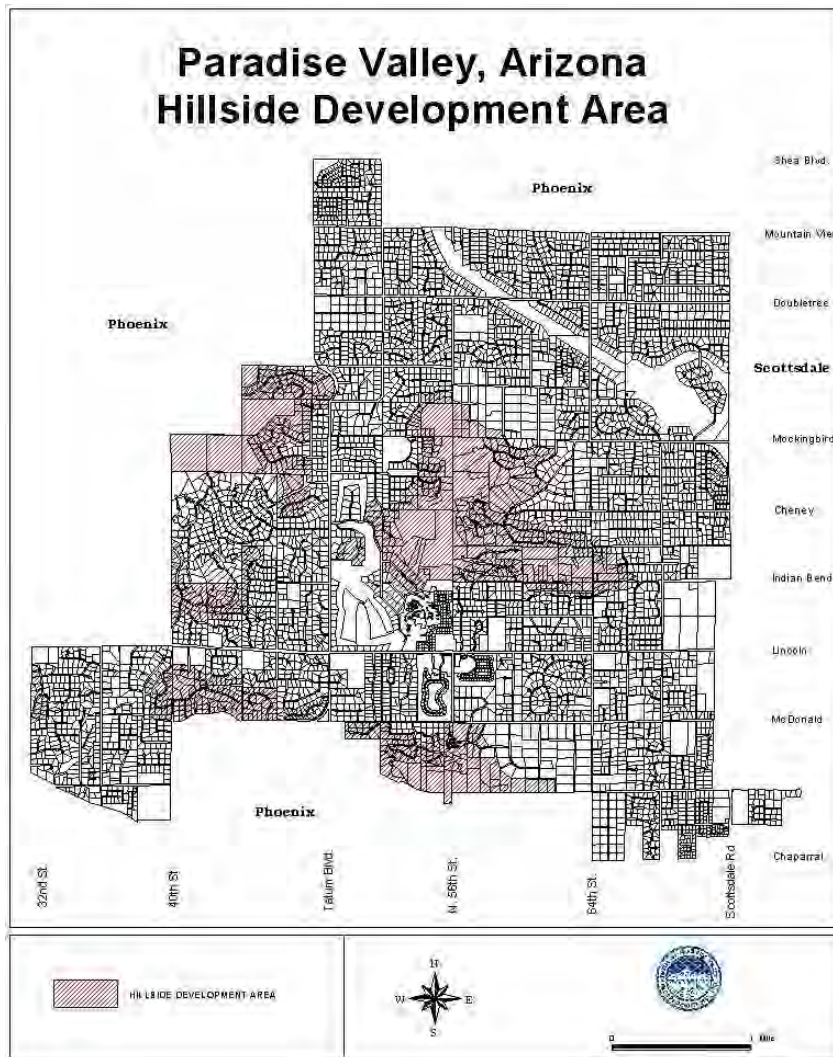 Paradise Valley, Arizona
Hillside Development Area
Shea Blvd.
Phoenix
Mountain Vie
Doubletree
Phoenix
Scottsdale
Mockingbird
Cheney
Indian Bend
Lincoln
McDonald
Phoenix
Chaparral
32nd St.
40th St
Tatum Blvd.
N. 56th St.
64th St.
Scottsdale Rd
HILLSIDE DEVELOPMENT AREA
N
W E
S
0 1 Mile